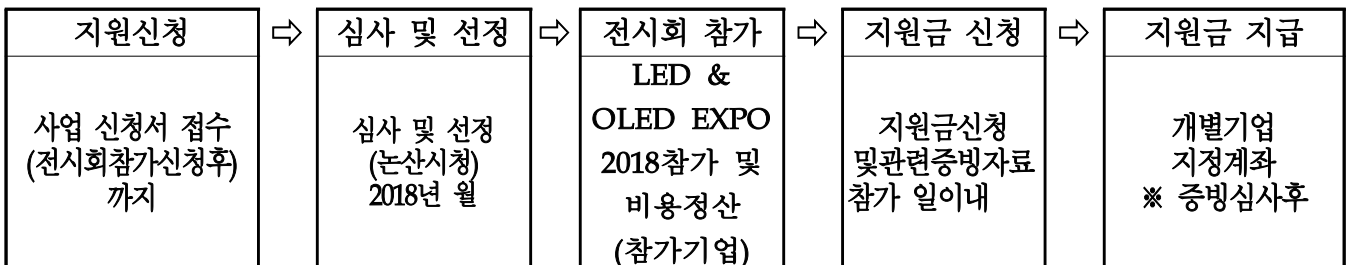 지원신청 ⇨ 심사 및 선정 ⇨ 전시회 참가 ⇨ 지원금 신청 ⇨ 지원금 지급
사업 신청서 접수
(전시회참가신청후)
까지
심사 및 선정
(논산시청)
2018년 월
LED &
OLED EXPO
2018참가 및
비용정산
(참가기업)
지원금신청
및관련증빙자료
참가 일이내
개별기업
지정계좌
※ 증빙심사후